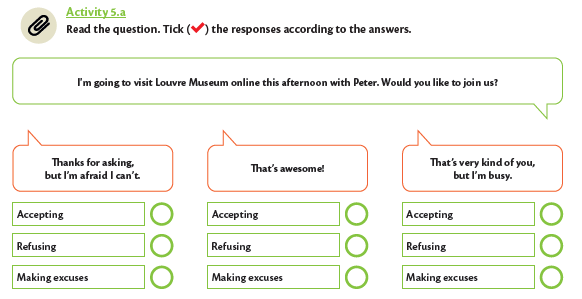 Activity 5.a
Read the question. Tick (✔) the responses according to the answers.
I'm going to visit Louvre Museum online this afternoon with Peter. Would you like to join us?
Thanks for asking,
but I'm afraid I can't.
Accepting
Refusing
Making excuses
That's awesome!
Accepting
Refusing
Making excuses
That's very kind of you,
but I'm busy.
Accepting
Refusing
Making excuses